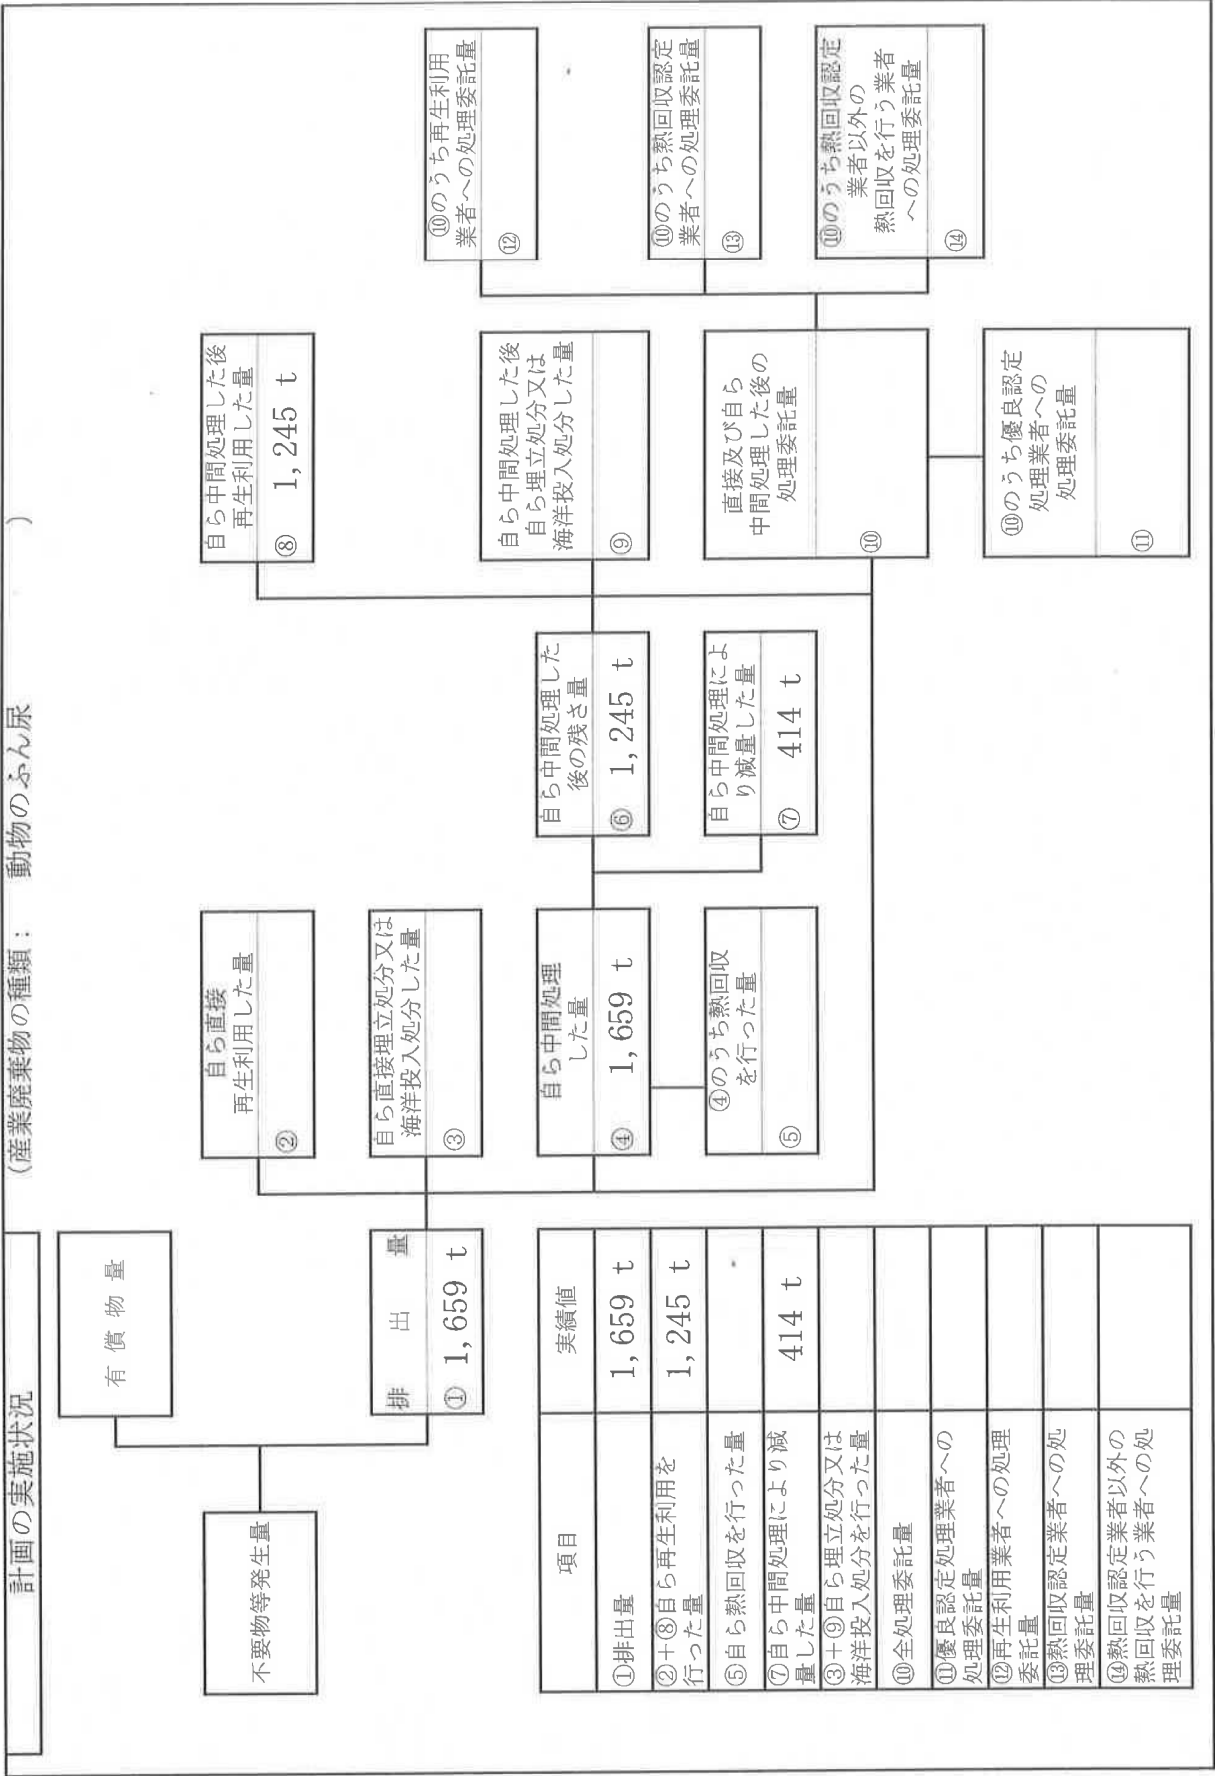 計画の実施状況
(産業廃棄物の種類： 動物のふん尿 )
不要物等発生量
有償物量
排出量
① 1,659 t
自ら直接
再生利用した量
②
自ら直接埋立処分又は
海洋投入処分した量
③
自ら中間処理
した量
④ 1,659 t
④のうち熱回収
を行った量
⑤
自ら中間処理した
後の残さ量
⑥ 1,245 t
自ら中間処理によ
り減量した量
⑦ 414 t
自ら中間処理した後
再生利用した量
⑧ 1,245 t
自ら中間処理した後
自ら埋立処分又は
海洋投入処分した量
⑨
直接及び自ら
中間処理した後の
処理委託量
⑩
⑩のうち優良認定
処理業者への
処理委託量
⑪
⑩のうち再生利用
業者への処理委託量
⑫
⑩のうち熱回収認定
業者への処理委託量
⑬
⑩のうち熱回収認定
業者以外の
熱回収を行う業者
への処理委託量
⑭
項目 実績値
①排出量 1,659 t
②+⑧自ら再生利用を
行った量 1,245 t
⑤自ら熱回収を行った量
⑦自ら中間処理により減
量した量 414 t
③+⑨自ら埋立処分又は
海洋投入処分を行った量
⑩全処理委託量
⑪優良認定処理業者への
処理委託量
⑫再生利用業者への処理
委託量
⑬熱回収認定業者への処
理委託量
⑭熱回収認定業者以外の
熱回収を行う業者への処
理委託量